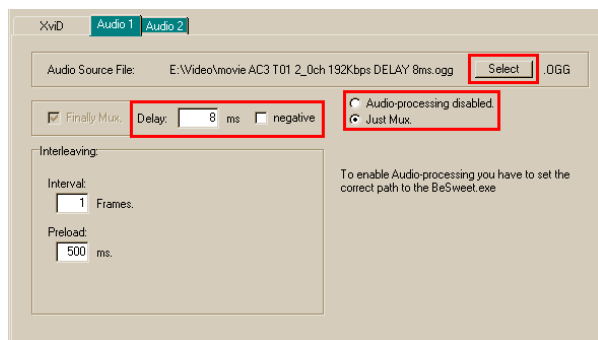 XviD Audio 1 Audio 2
Audio Source File: E:\Video\movie AC3 T01 2_0ch 192Kbps DELAY 8ms.ogg Select .OGG
Finally Mux. Delay: 8 ms negative
Audio-processing disabled.
Just Mux.
Interleaving:
Interval:
1 Frames.
Preload:
500 ms.
To enable Audio-processing you have to set the
correct path to the BeSweet.exe